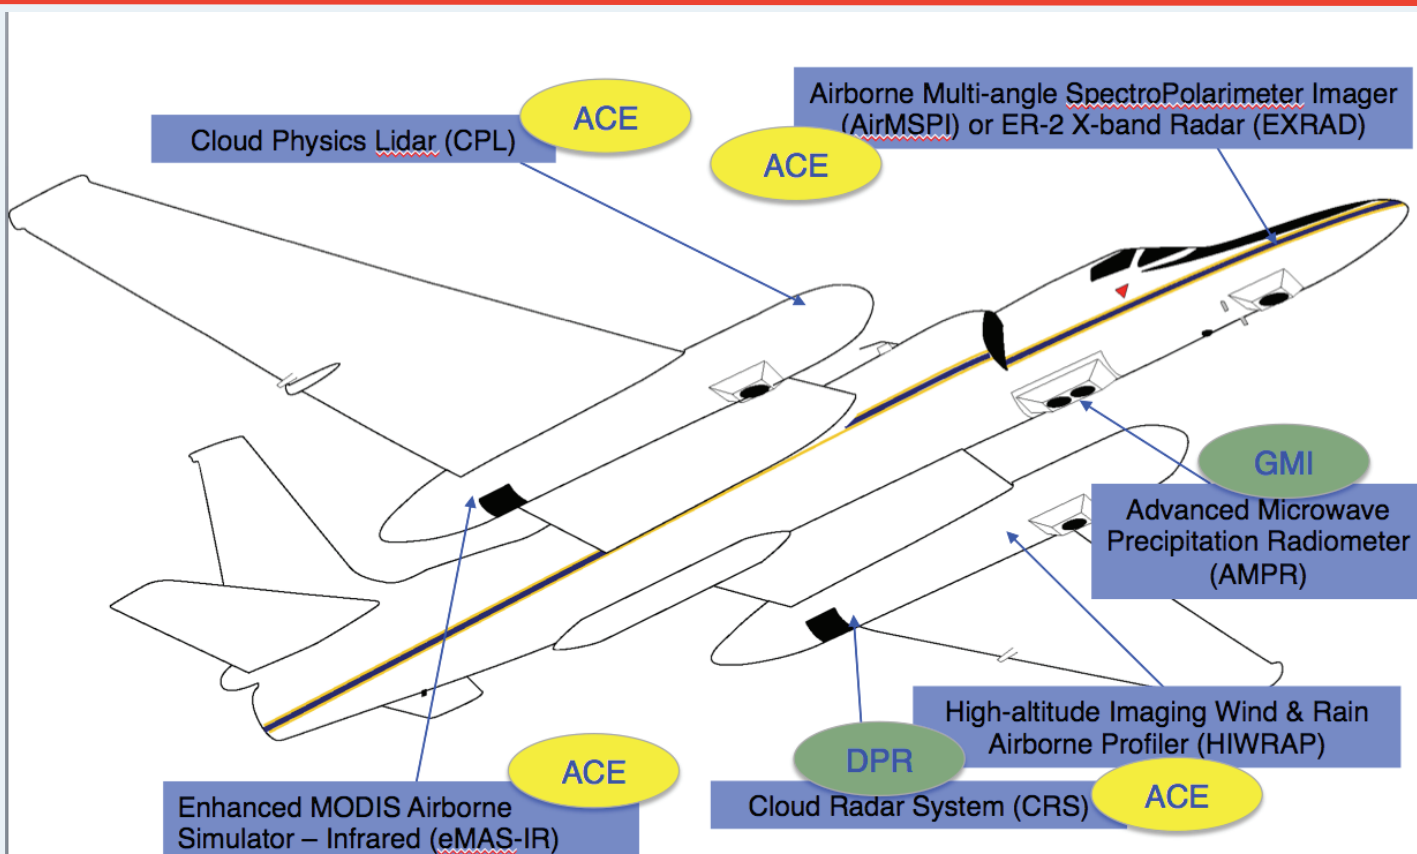 ACE
Airborne Multi-angle SpectroPolarimeter Imager
(AirMSPI) or ER-2 X-band Radar (EXRAD)
Cloud Physics Lidar (CPL)
ACE
GMI
Advanced Microwave
Precipitation Radiometer
(AMPR)
High-altitude Imaging Wind & Rain
Airborne Profiler (HIWRAP)
DPR
ACE
Cloud Radar System (CRS)
ACE
Enhanced MODIS Airborne
Simulator – Infrared (eMAS-IR)